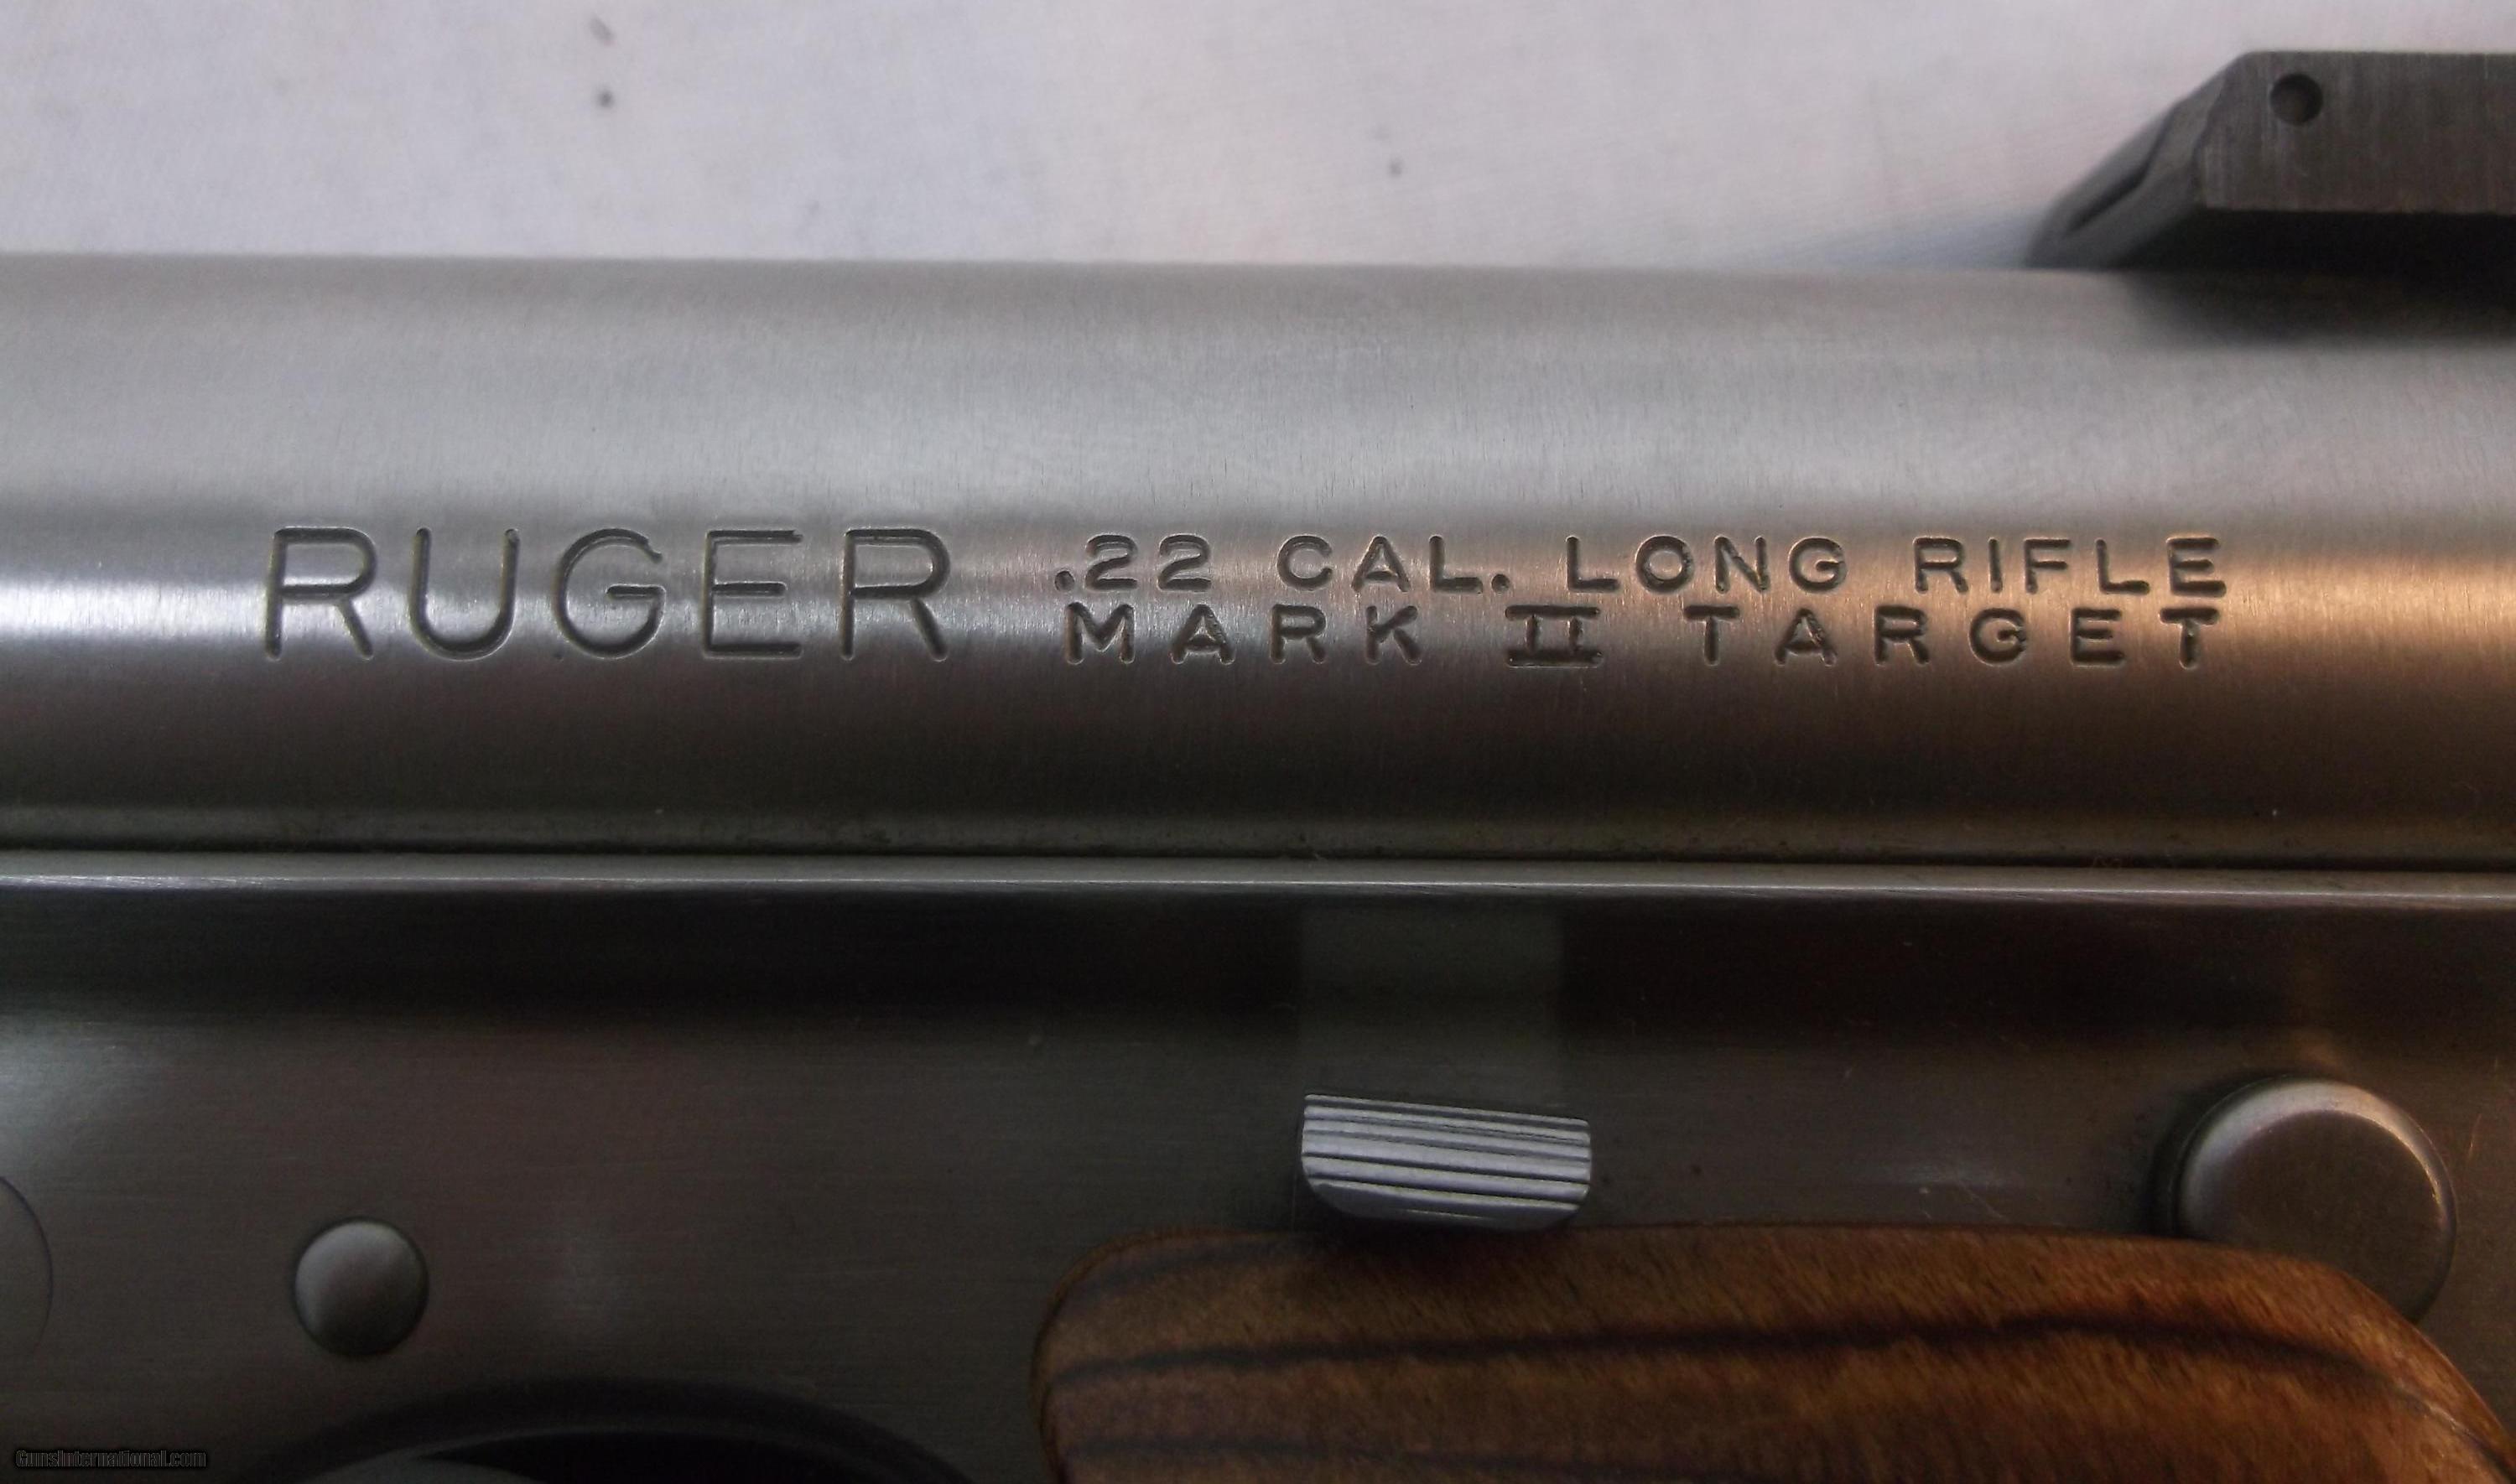 RUGER .22 CAL. LONG RIFLE
MARK II TARGET
GunsInternational.com